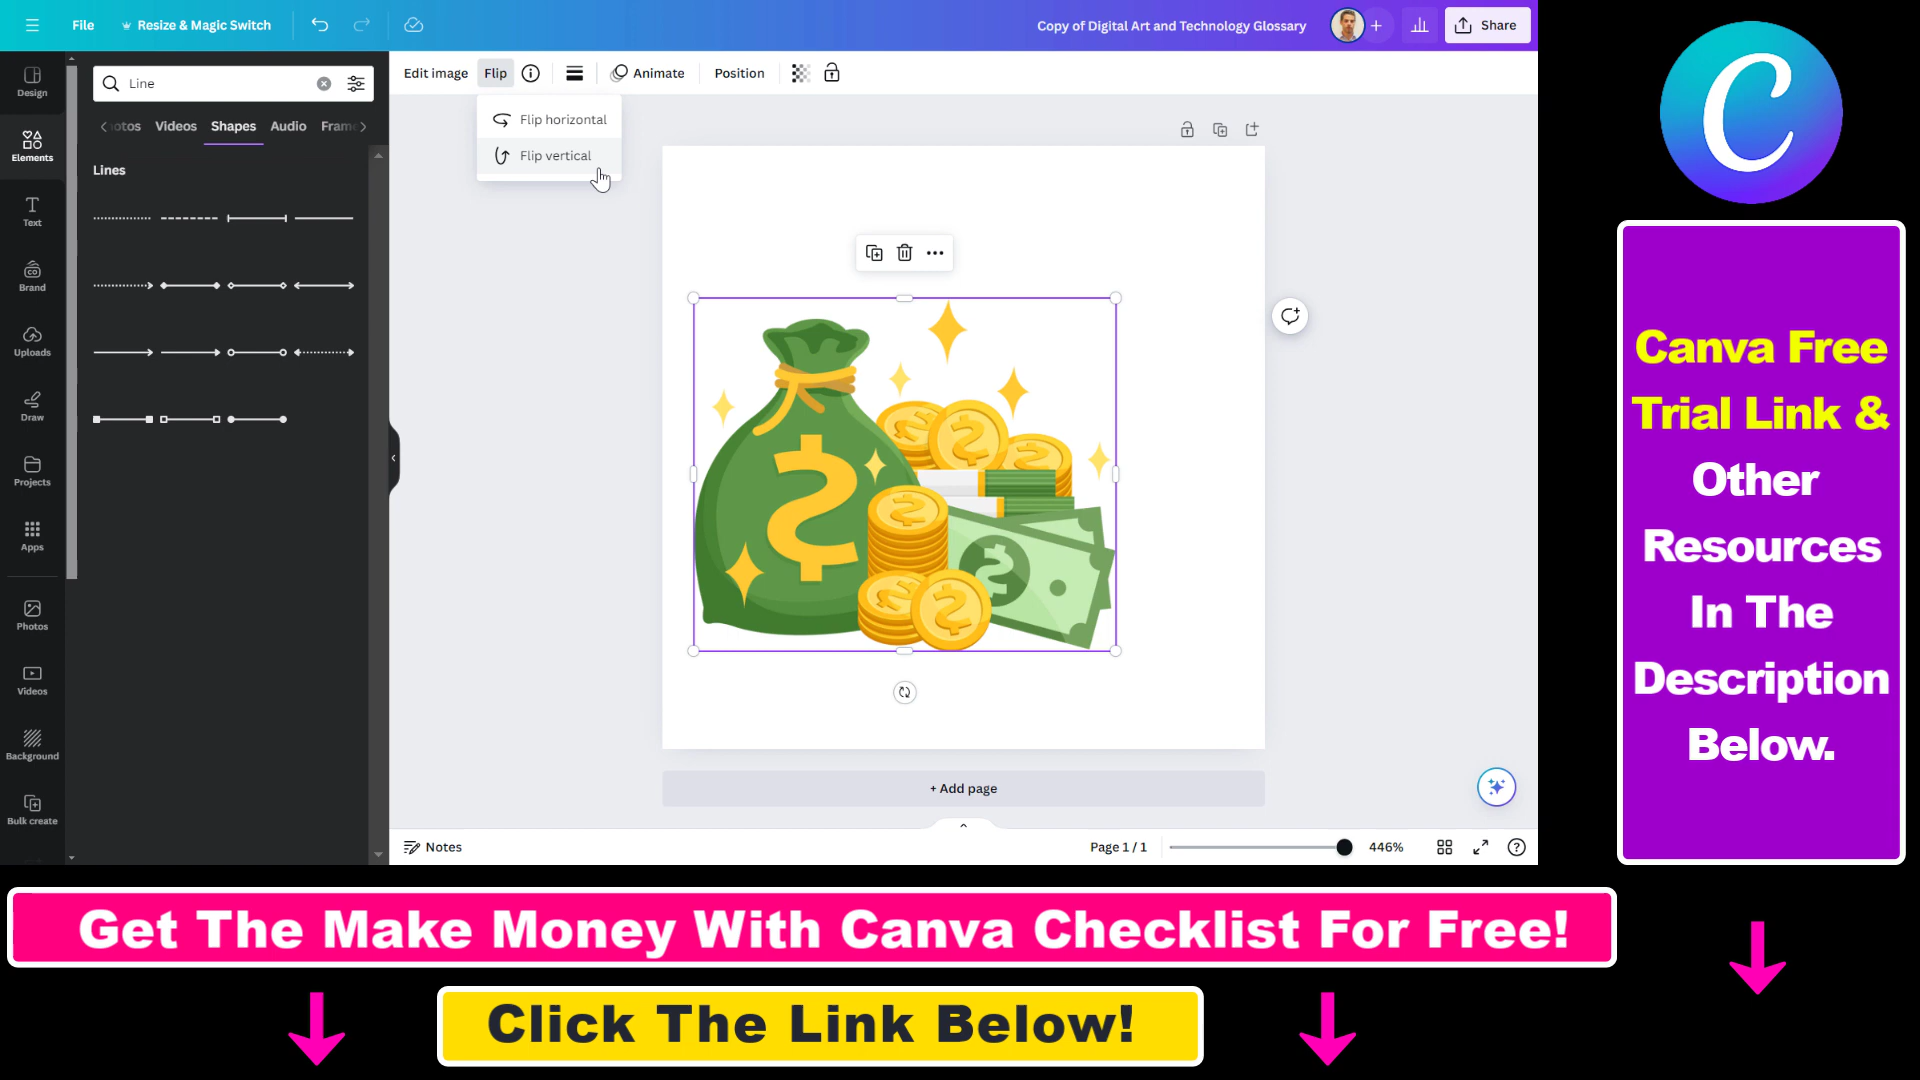 File
Resize & Magic Switch
Copy of Digital Art and Technology Glossary
Share
Design
Elements
Text
Brand
Uploads
Draw
Projects
Apps
Photos
Videos
Background
Bulk create
Line
otos
Videos
Shapes
Audio
Frame
Lines
Edit image
Flip
Animate
Position
Flip horizontal
Flip vertical
+ Add page
Notes
Page 1 / 1
446%
C
Canva Free
Trial Link &
Other
Resources
In The
Description
Below.
Get The Make Money With Canva Checklist For Free!
Click The Link Below!